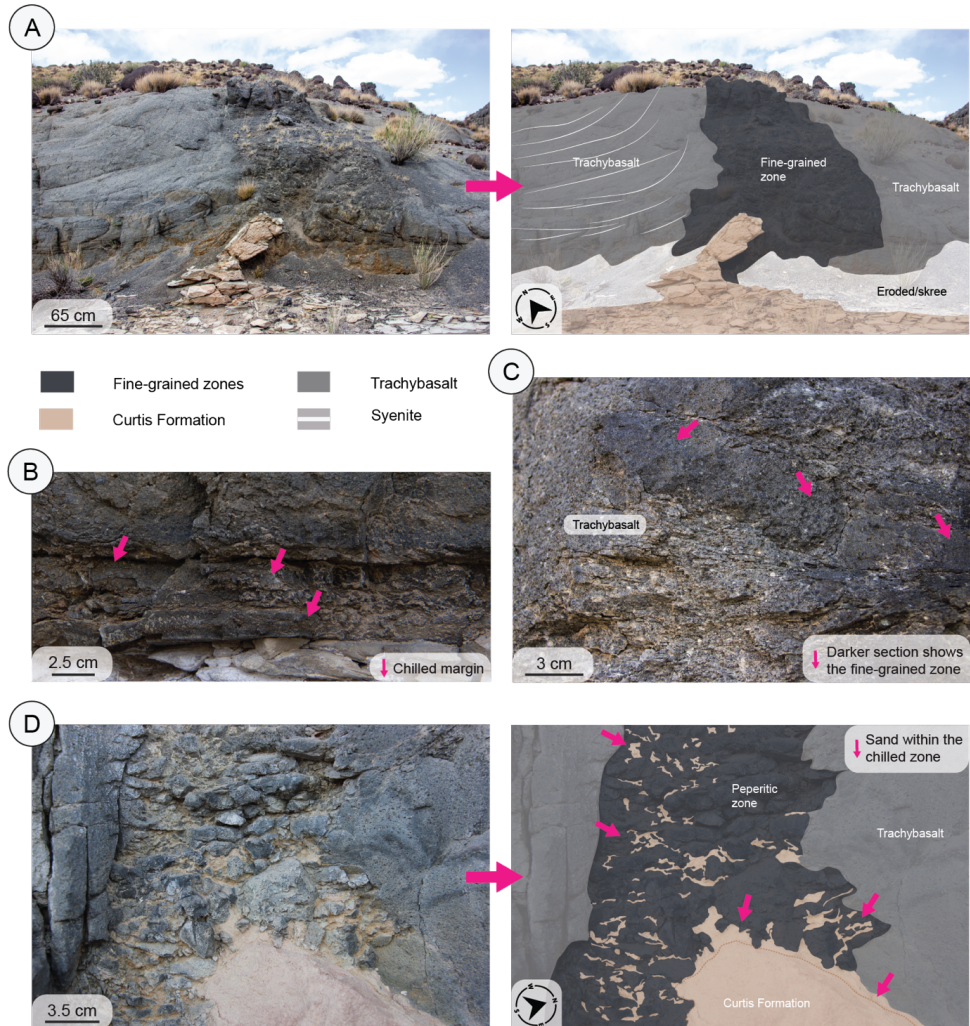 A
Trachybasalt
Fine-grained
zone
Trachybasalt
Eroded/skree
65 cm
Fine-grained zones
Trachybasalt
Curtis Formation
Syenite
B
2.5 cm
Chilled margin
C
Trachybasalt
3 cm
Darker section shows
the fine-grained zone
D
3.5 cm
Sand within the
chilled zone
Peperitic
zone
Trachybasalt
Curtis Formation